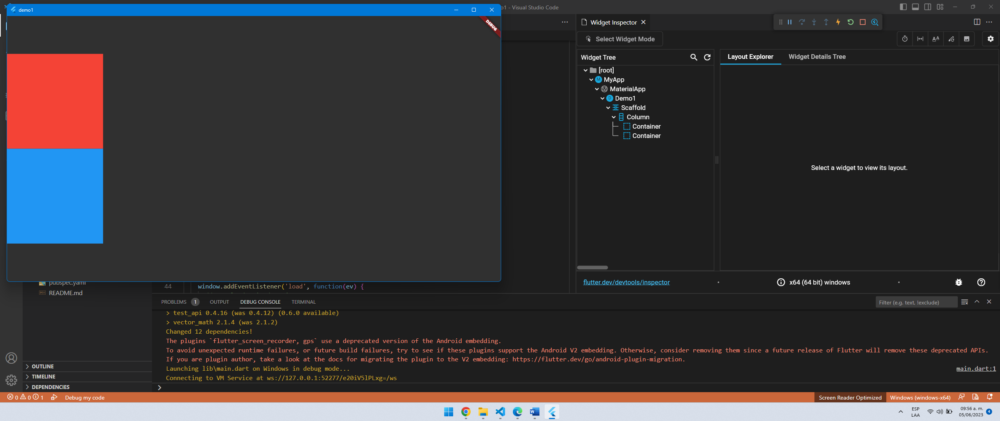 demo1
o1 - Visual Studio Code
DEBUG
Widget Inspector
Select Widget Mode
Widget Tree
Layout Explorer
Widget Details Tree
[root]
M MyApp
MaterialApp
D Demo1
Scaffold
Column
Container
Container
Select a widget to view its layout.
flutter.dev/devtools/inspector
x64 (64 bit) windows
pubspec.yaml
README.md
44 window.addEventListener('load', function(ev) {
PROBLEMS 1 OUTPUT DEBUG CONSOLE TERMINAL
Filter (e.g. text, !exclude)
> test_api 0.4.16 (was 0.4.12) (0.6.0 available)
> vector_math 2.1.4 (was 2.1.2)
Changed 12 dependencies!
The plugins `flutter_screen_recorder, gps` use a deprecated version of the Android embedding.
To avoid unexpected runtime failures, or future build failures, try to see if these plugins support the Android V2 embedding. Otherwise, consider removing them since a future release of Flutter will remove these deprecated APIs.
If you are plugin author, take a look at the docs for migrating the plugin to the V2 embedding: https://flutter.dev/go/android-plugin-migration.
Launching lib\main.dart on Windows in debug mode...
main.dart:1
Connecting to VM Service at ws://127.0.0.1:52277/e20iV5lPLxg=/ws
OUTLINE
TIMELINE
DEPENDENCIES
0 0 1 Debug my code
Screen Reader Optimized
Windows (windows-x64)
ESP
LAA
09:56 a. m.
05/06/2023
4